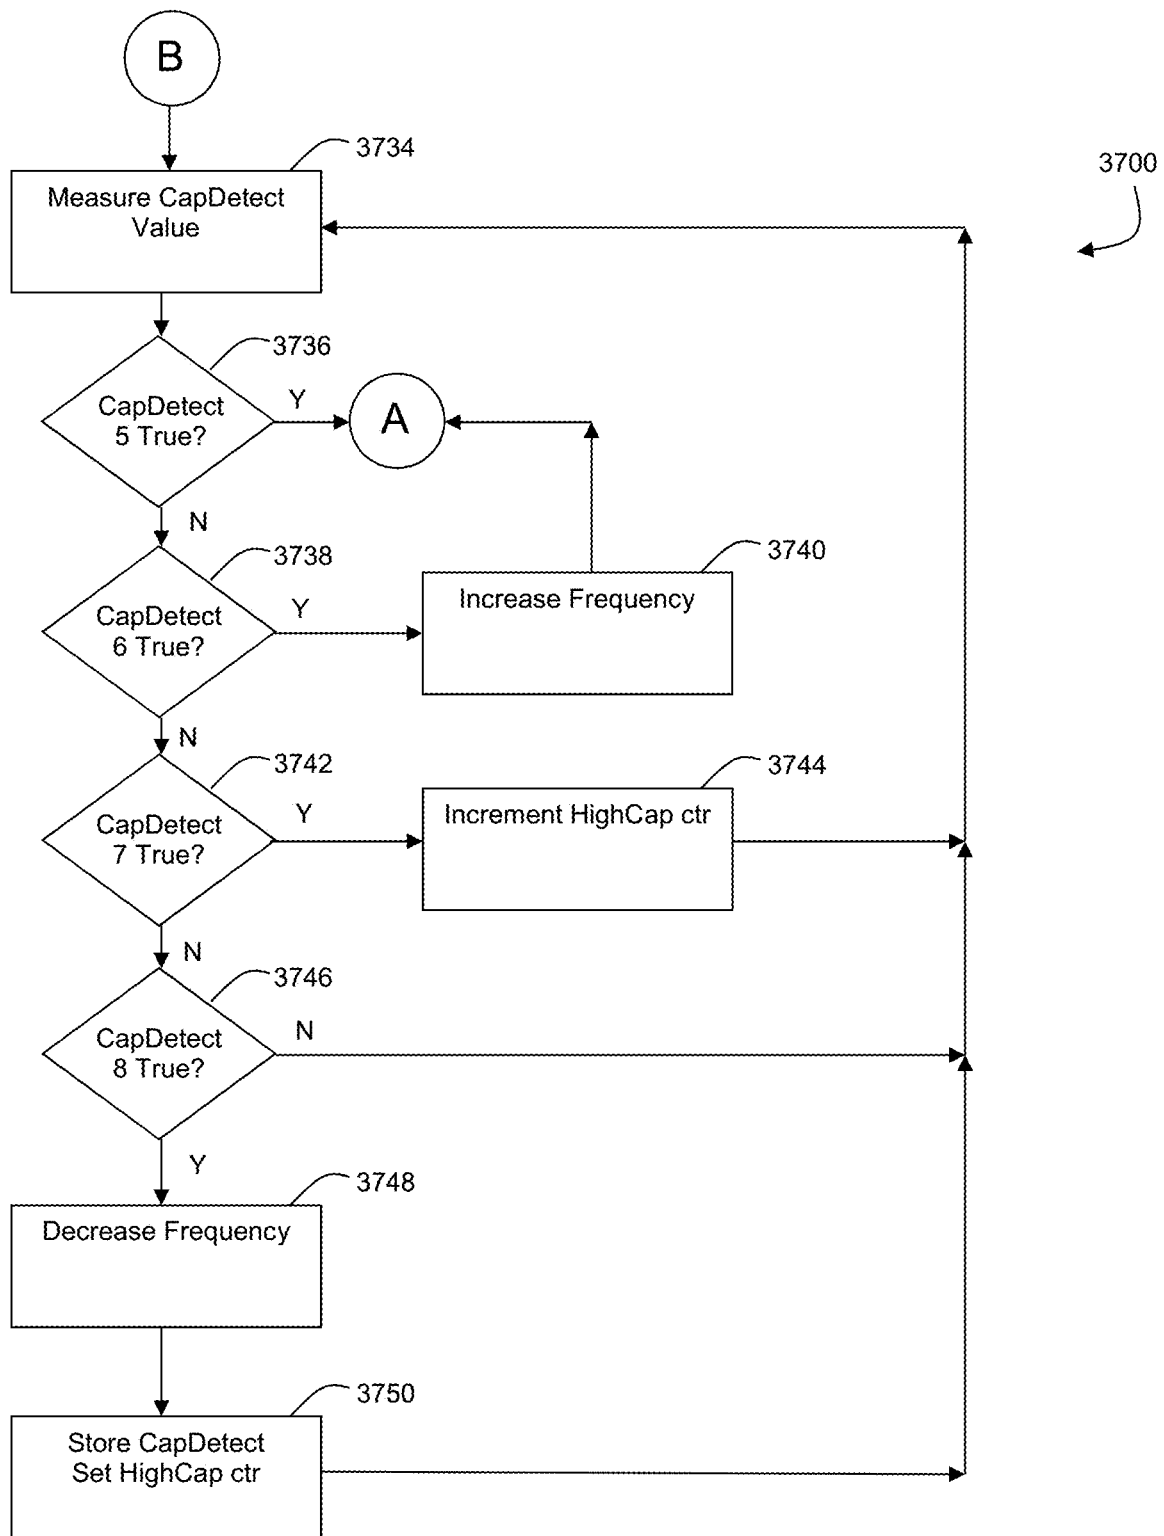 B
3734
3700
Measure CapDetect
Value
3736
CapDetect
5 True?
Y
A
N
3738
3740
CapDetect
6 True?
Y
Increase Frequency
N
3742
3744
CapDetect
7 True?
Y
Increment HighCap ctr
N
3746
CapDetect
8 True?
N
Y
3748
Decrease Frequency
3750
Store CapDetect
Set HighCap ctr